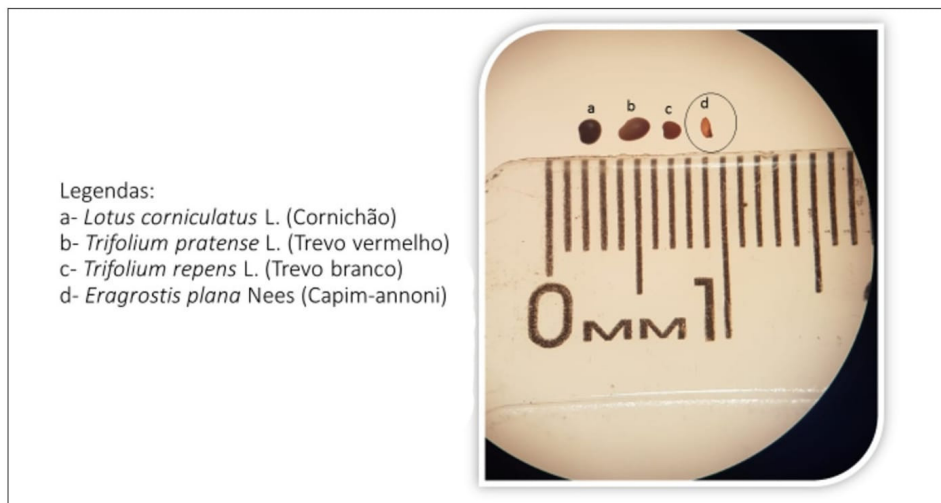 Legendas:
a- Lotus corniculatus L. (Cornichão)
b- Trifolium pratense L. (Trevo vermelho)
c- Trifolium repens L. (Trevo branco)
d- Eragrostis plana Nees (Capim-annoni)
a b c d
0 MM 1